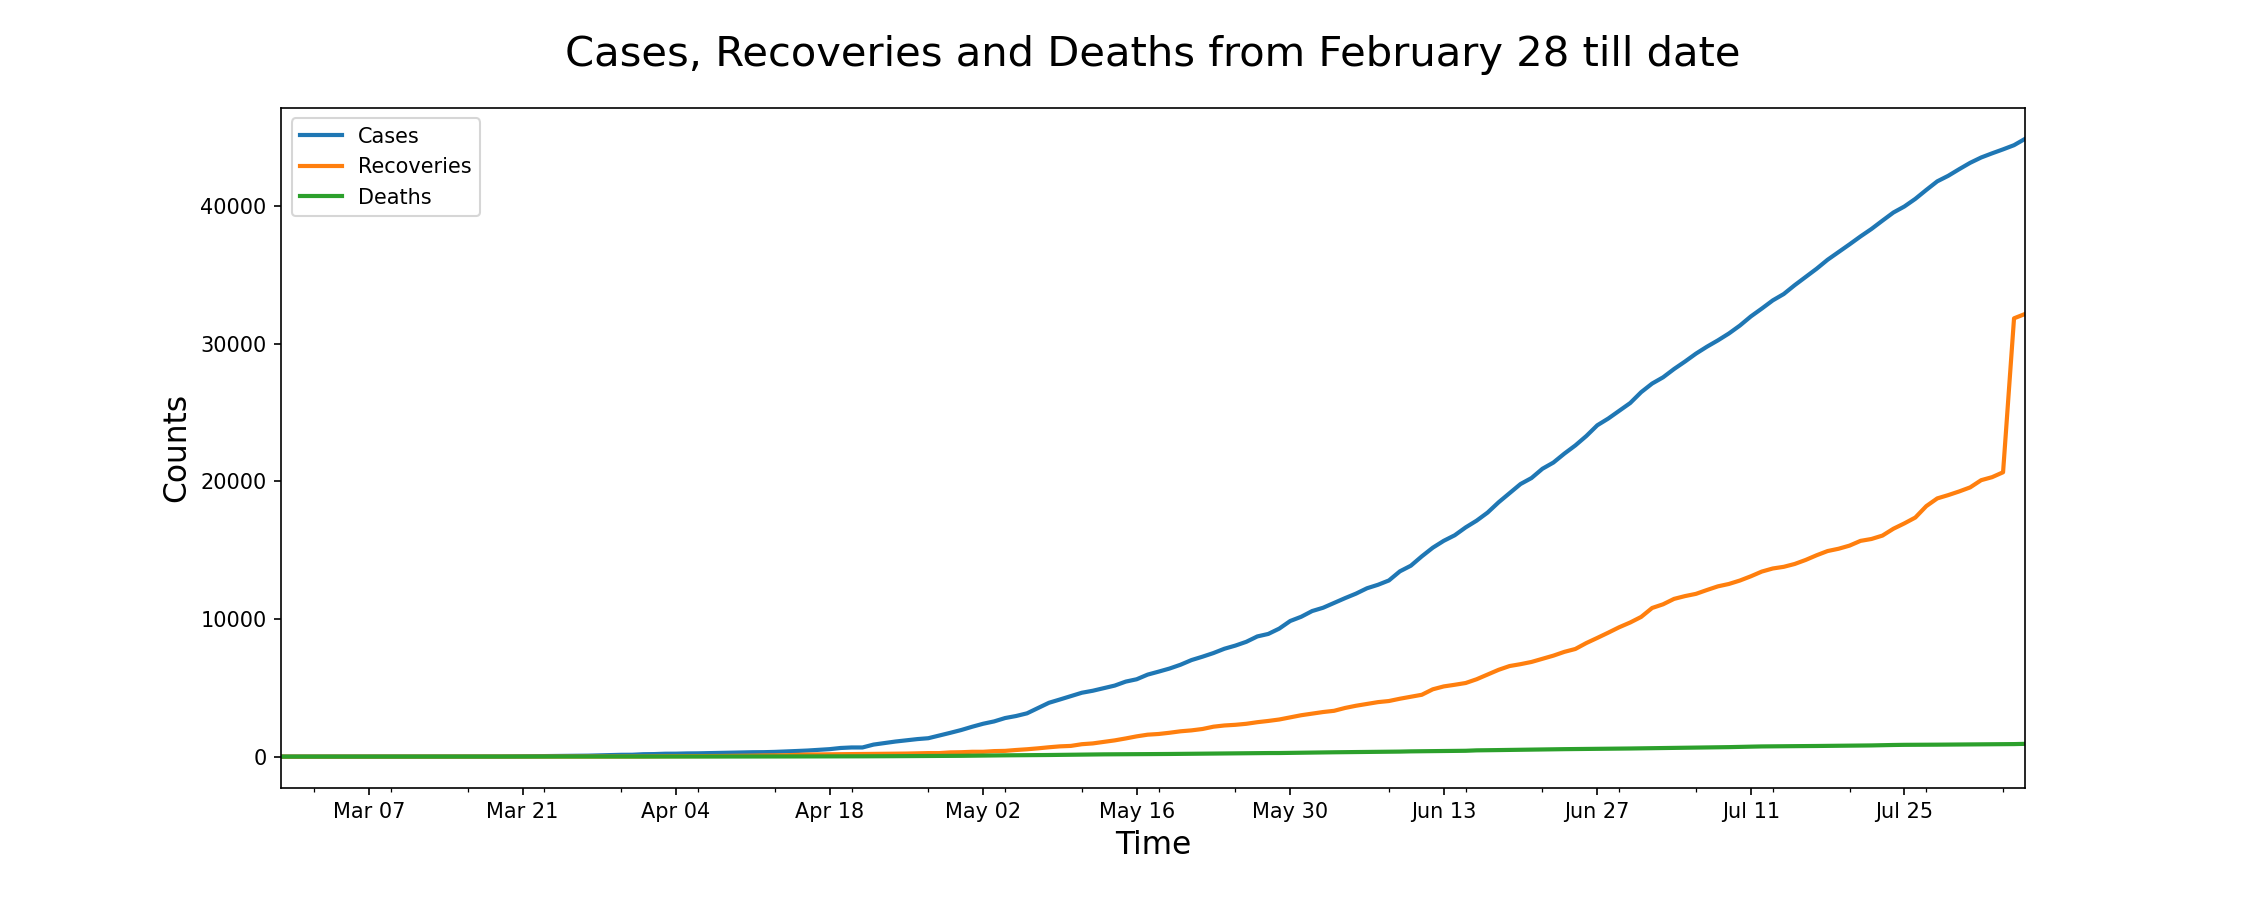 Cases, Recoveries and Deaths from February 28 till date
Cases
Recoveries
Deaths
40000
30000
20000
10000
0
Counts
Mar 07 Mar 21 Apr 04 Apr 18 May 02 May 16 May 30 Jun 13 Jun 27 Jul 11 Jul 25
Time